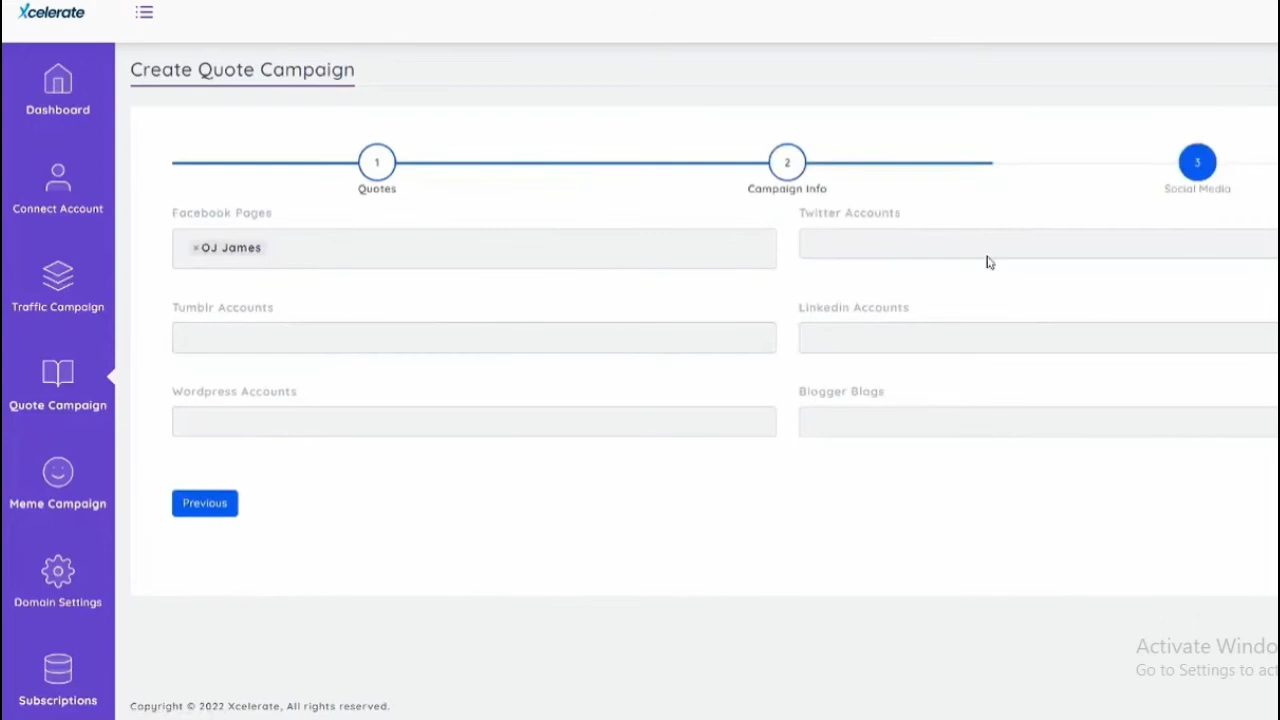 Xcelerate
Dashboard
Connect Account
Traffic Campaign
Quote Campaign
Meme Campaign
Domain Settings
Subscriptions
Create Quote Campaign
1
Quotes
2
Campaign Info
3
Social Media
Facebook Pages
×OJ James
Twitter Accounts
Tumblr Accounts
Linkedin Accounts
Wordpress Accounts
Blogger Blogs
Previous
Activate Windo
Go to Settings to act
Copyright © 2022 Xcelerate, All rights reserved.